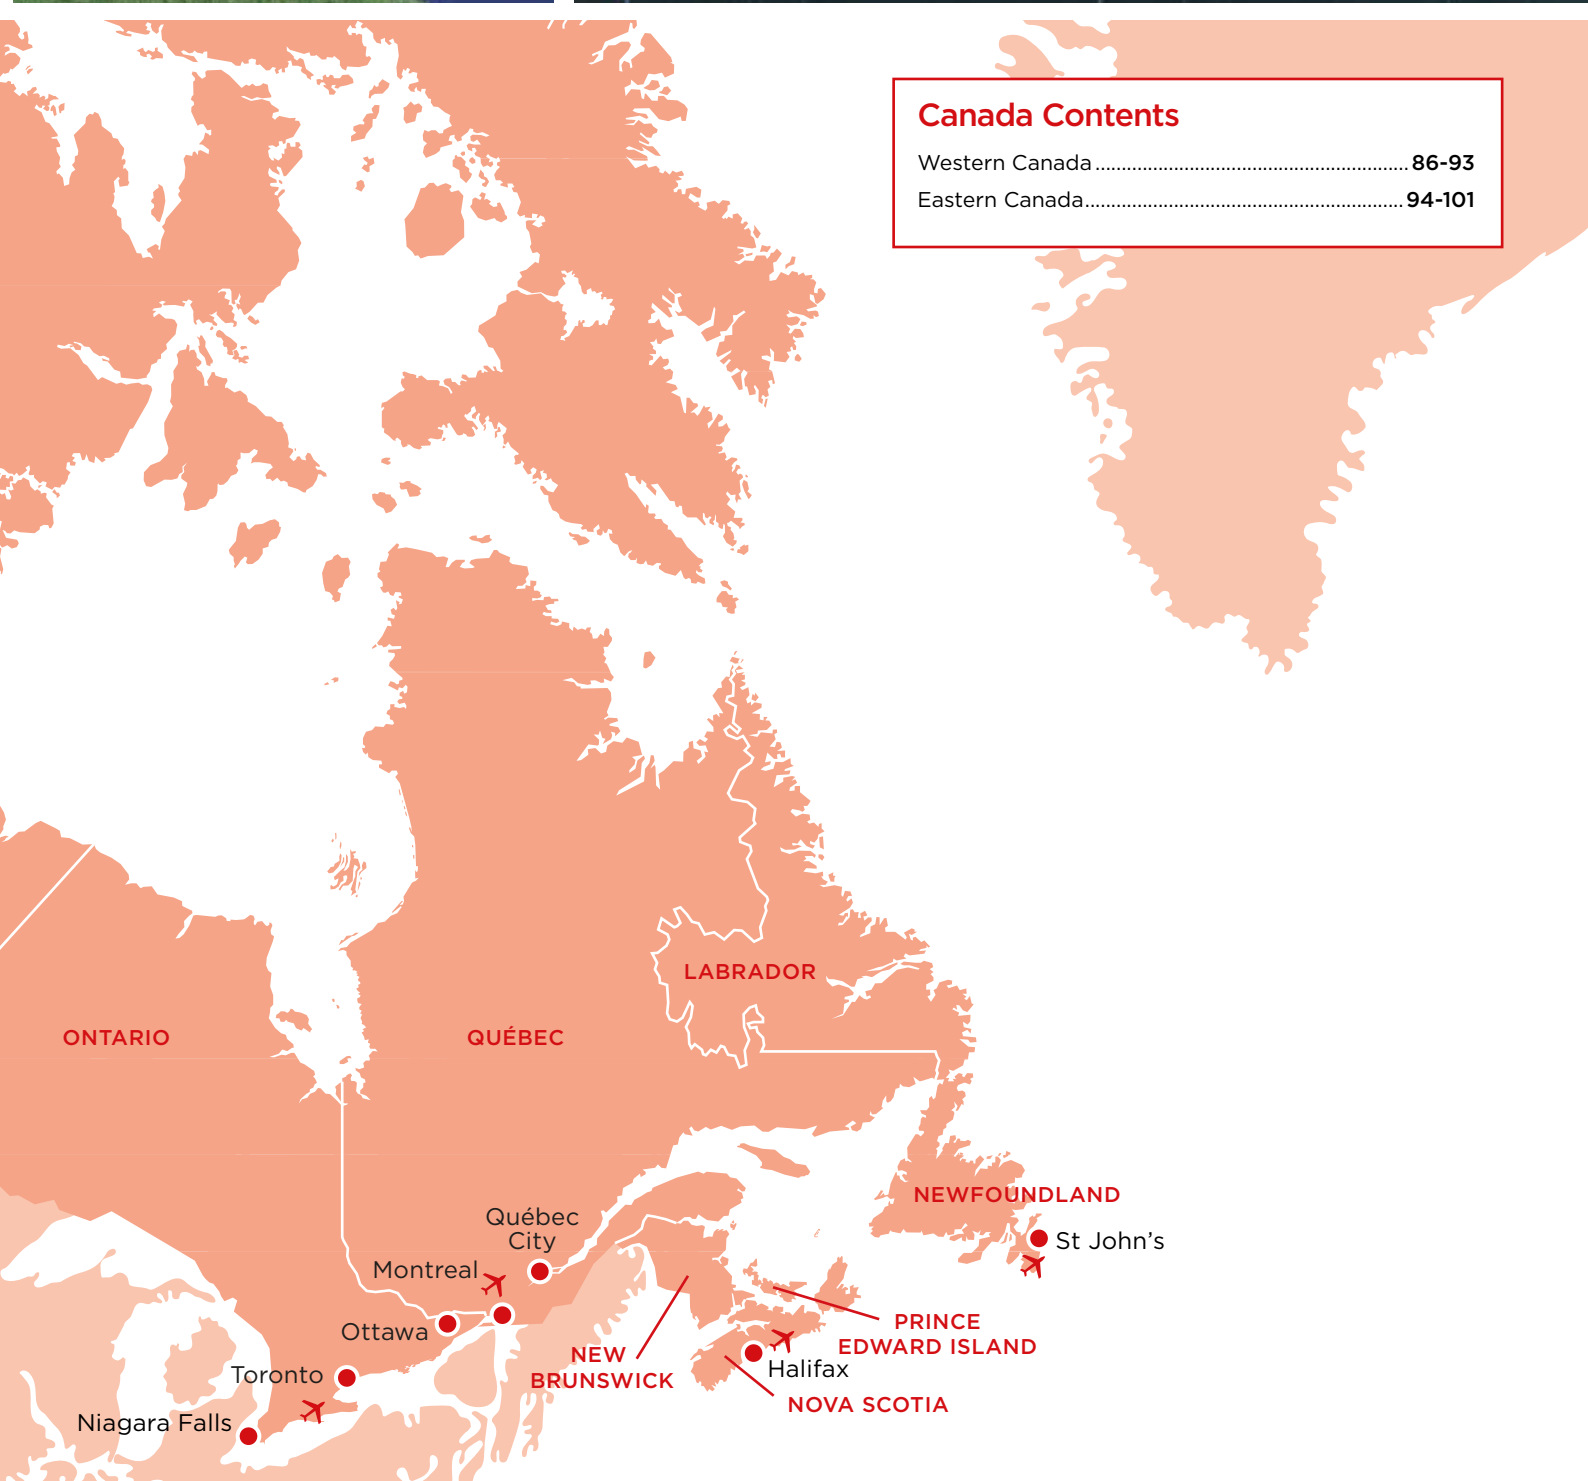 Canada Contents
Western Canada ............................................................ 86-93
Eastern Canada ............................................................ 94-101
LABRADOR
ONTARIO
QUÉBEC
NEWFOUNDLAND
Québec
City
St John's
Montreal
Ottawa
PRINCE
EDWARD ISLAND
NEW
BRUNSWICK
Halifax
Toronto
NOVA SCOTIA
Niagara Falls